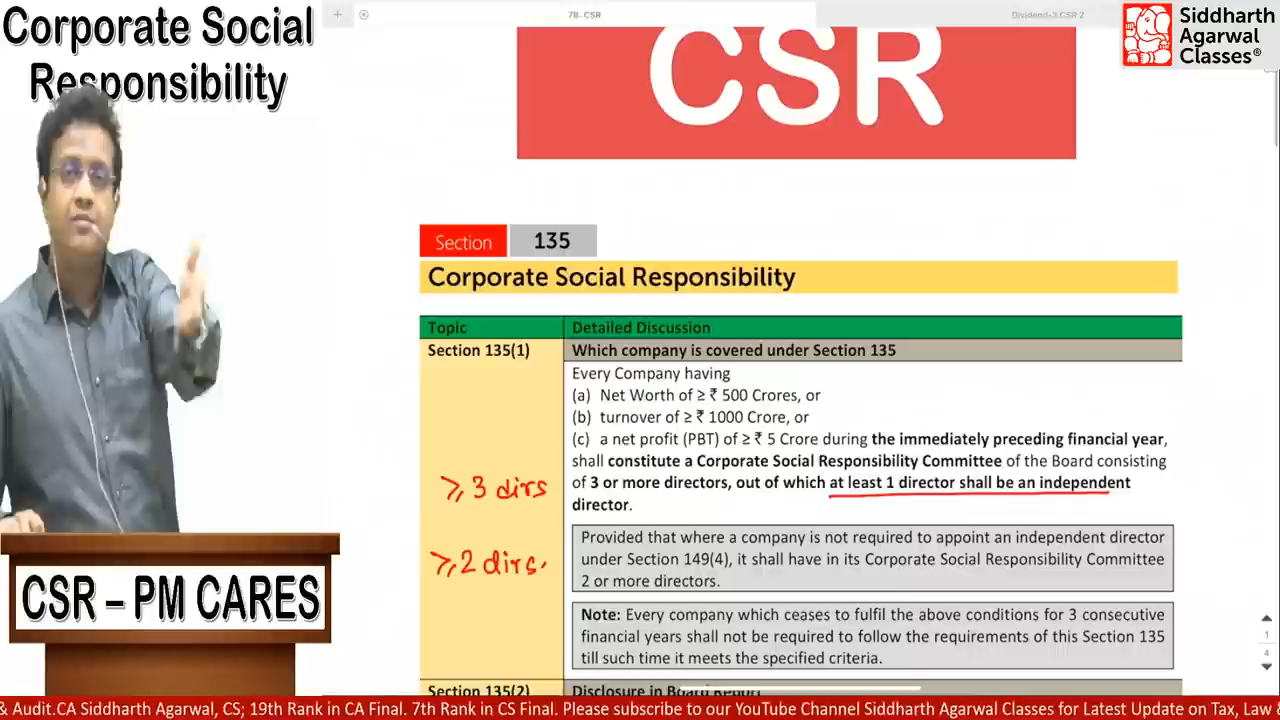 Corporate Social
Responsibility
78- CSR
Dividend+3.CSR 2
Siddharth
Agarwal
Classes®
CSR
Section 135
Corporate Social Responsibility
Topic Detailed Discussion
Section 135(1) Which company is covered under Section 135
Every Company having
(a) Net Worth of ≥ ₹ 500 Crores, or
(b) turnover of ≥ ₹ 1000 Crore, or
(c) a net profit (PBT) of ≥ ₹ 5 Crore during the immediately preceding financial year,
shall constitute a Corporate Social Responsibility Committee of the Board consisting
of 3 or more directors, out of which at least 1 director shall be an independent
director.
≥ 3 dirs
Provided that where a company is not required to appoint an independent director
under Section 149(4), it shall have in its Corporate Social Responsibility Committee
2 or more directors.
≥ 2 dirs.
Note: Every company which ceases to fulfil the above conditions for 3 consecutive
financial years shall not be required to follow the requirements of this Section 135
till such time it meets the specified criteria.
Section 135(2) Disclosure in Board Report
1
4
CSR – PM CARES
& Audit.CA Siddharth Agarwal, CS; 19th Rank in CA Final. 7th Rank in CS Final. Please subscribe to our YouTube Channel Siddharth Agarwal Classes for Latest Update on Tax, Law &